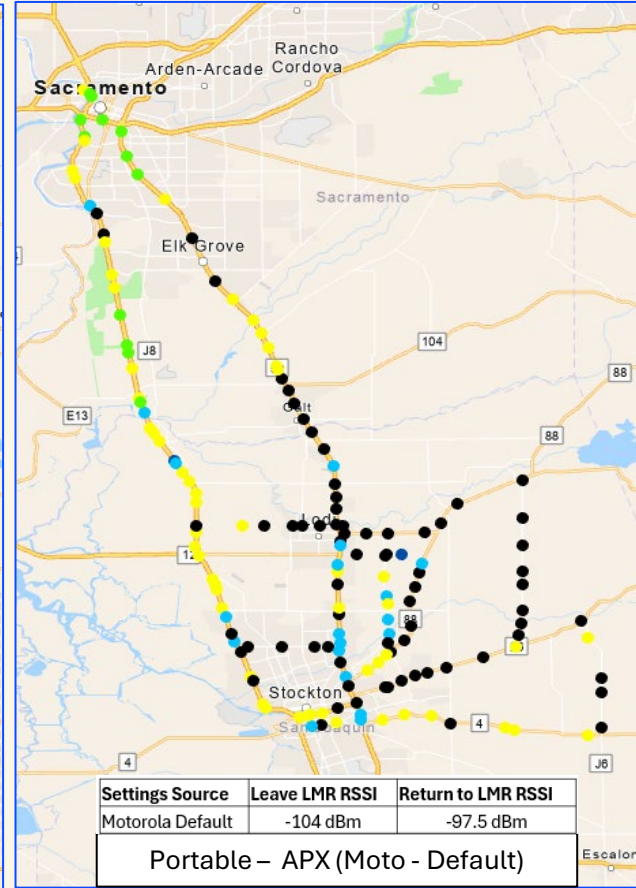 Rancho
Cordova
Arden-Arcade
Sacramento
Sacramento
Elk Grove
104
J8
88
E13
Galt
88
Lodi
12
88
Stockton
San Joaquin
4
4
J6
Escalon
Settings Source Leave LMR RSSI Return to LMR RSSI
Motorola Default -104 dBm -97.5 dBm
Portable – APX (Moto - Default)